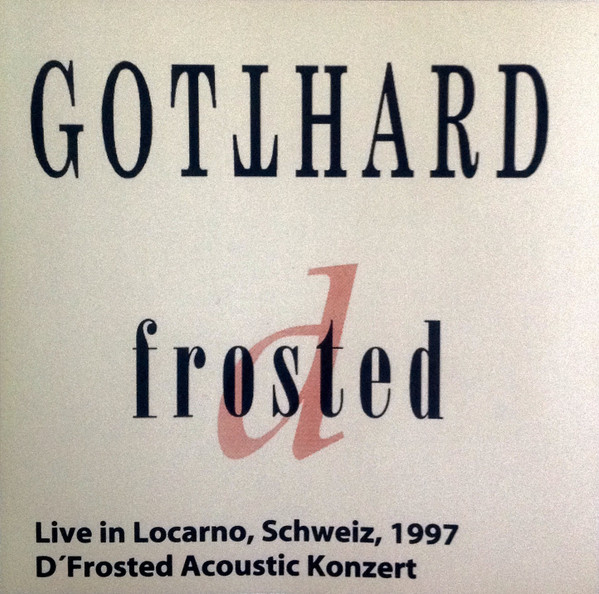 GOTTHARD
d
frosted
Live in Locarno, Schweiz, 1997
D´Frosted Acoustic Konzert